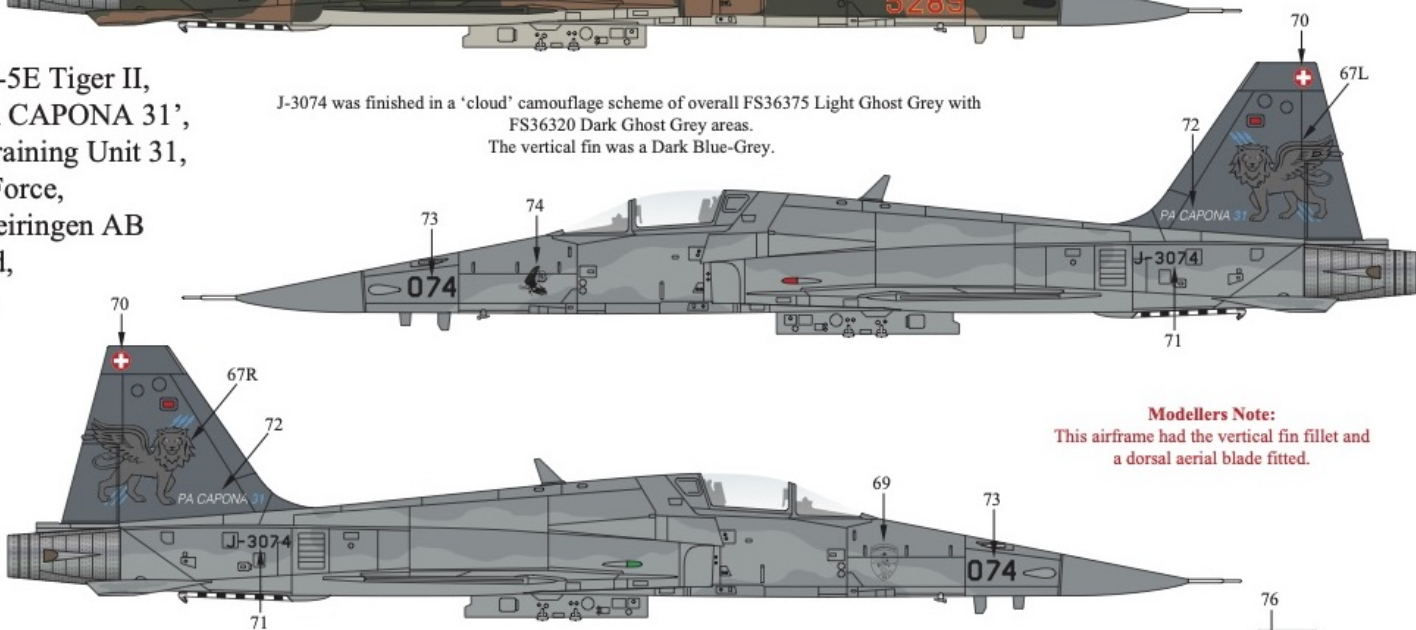 5289
-5E Tiger II,
CAPONA 31’,
raining Unit 31,
Force,
eiringen AB
J-3074 was finished in a ‘cloud’ camouflage scheme of overall FS36375 Light Ghost Grey with
FS36320 Dark Ghost Grey areas.
The vertical fin was a Dark Blue-Grey.
70
67L
72
PA CAPONA 31
73
74
074
J-3074
71
70
67R
72
PA CAPONA 31
J-3074
71
69
73
074
Modellers Note:
This airframe had the vertical fin fillet and
a dorsal aerial blade fitted.
76